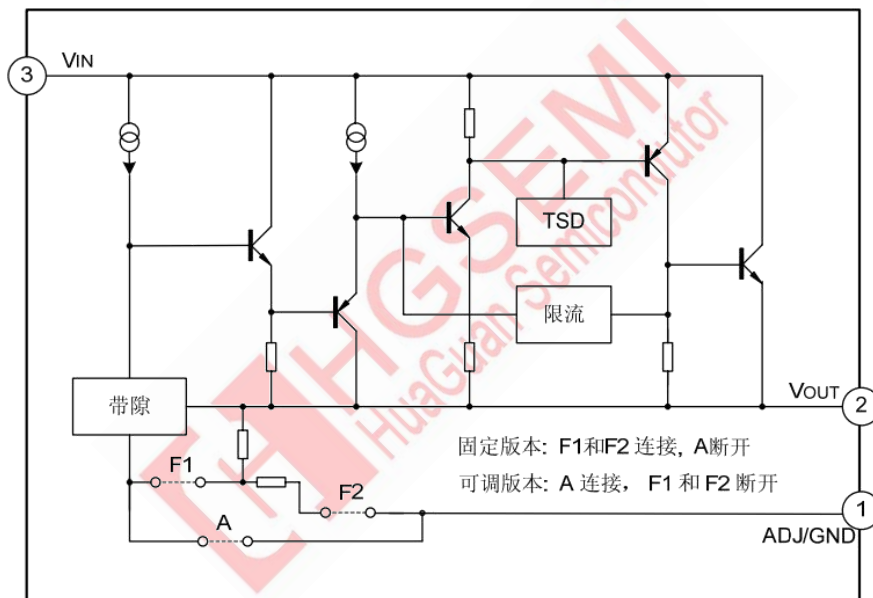 3
VIN
TSD
限流
带隙
VOUT
2
固定版本: F1和F2 连接, A断开
可调版本: A 连接, F1 和 F2 断开
F1
F2
A
1
ADJ/GND
HGSEMI
HuaGuan Semicondutor